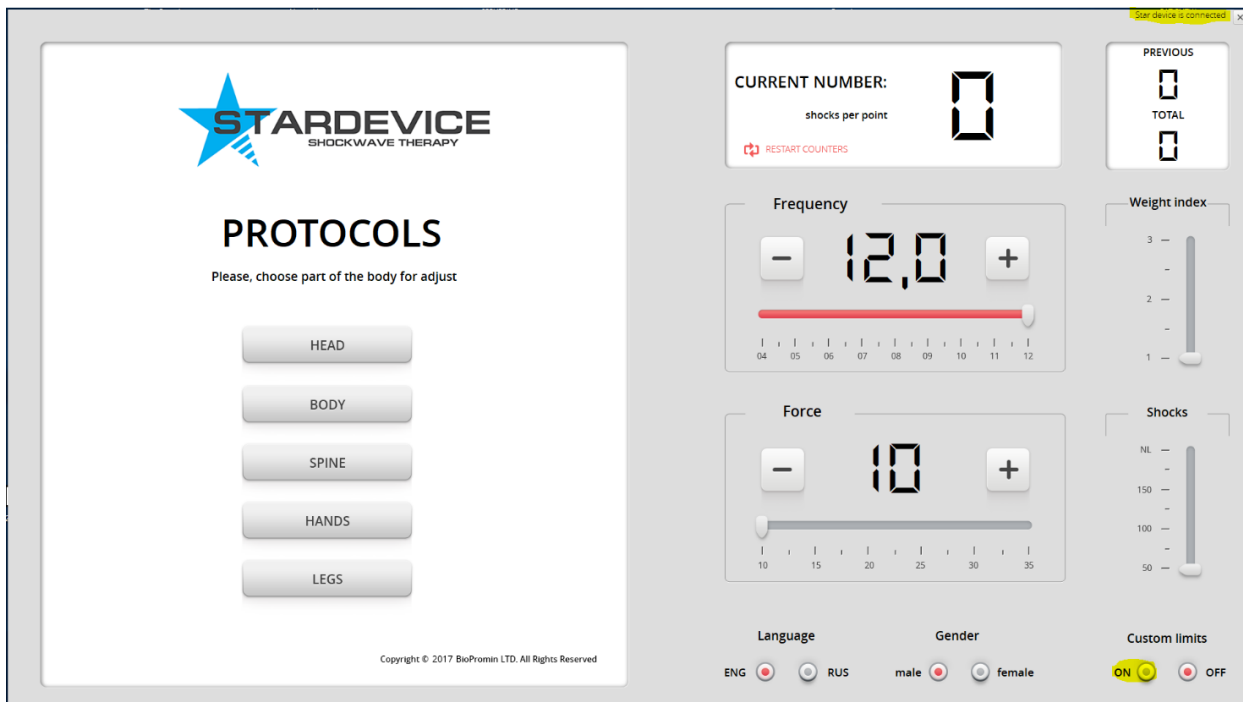 Star device is connected
STARDEVICE
SHOCKWAVE THERAPY
PROTOCOLS
Please, choose part of the body for adjust
HEAD
BODY
SPINE
HANDS
LEGS
Copyright © 2017 BioPromin LTD. All Rights Reserved
CURRENT NUMBER:
shocks per point
0
RESTART COUNTERS
PREVIOUS
0
TOTAL
0
Frequency
12,0
04 05 06 07 08 09 10 11 12
Weight index
3
2
1
Force
10
10 15 20 25 30 35
Shocks
NL
150
100
50
Language
ENG RUS
Gender
male female
Custom limits
ON OFF